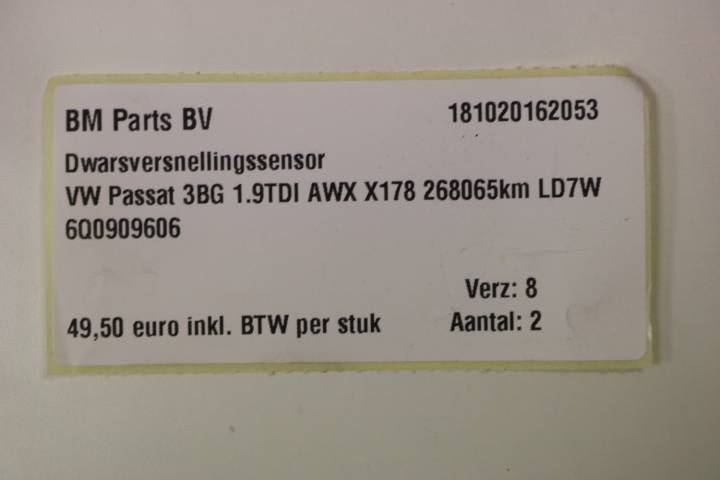 BM Parts BV 181020162053
Dwarsversnellingssensor
VW Passat 3BG 1.9TDI AWX X178 268065km LD7W
6Q0909606
Verz: 8
49,50 euro inkl. BTW per stuk Aantal: 2